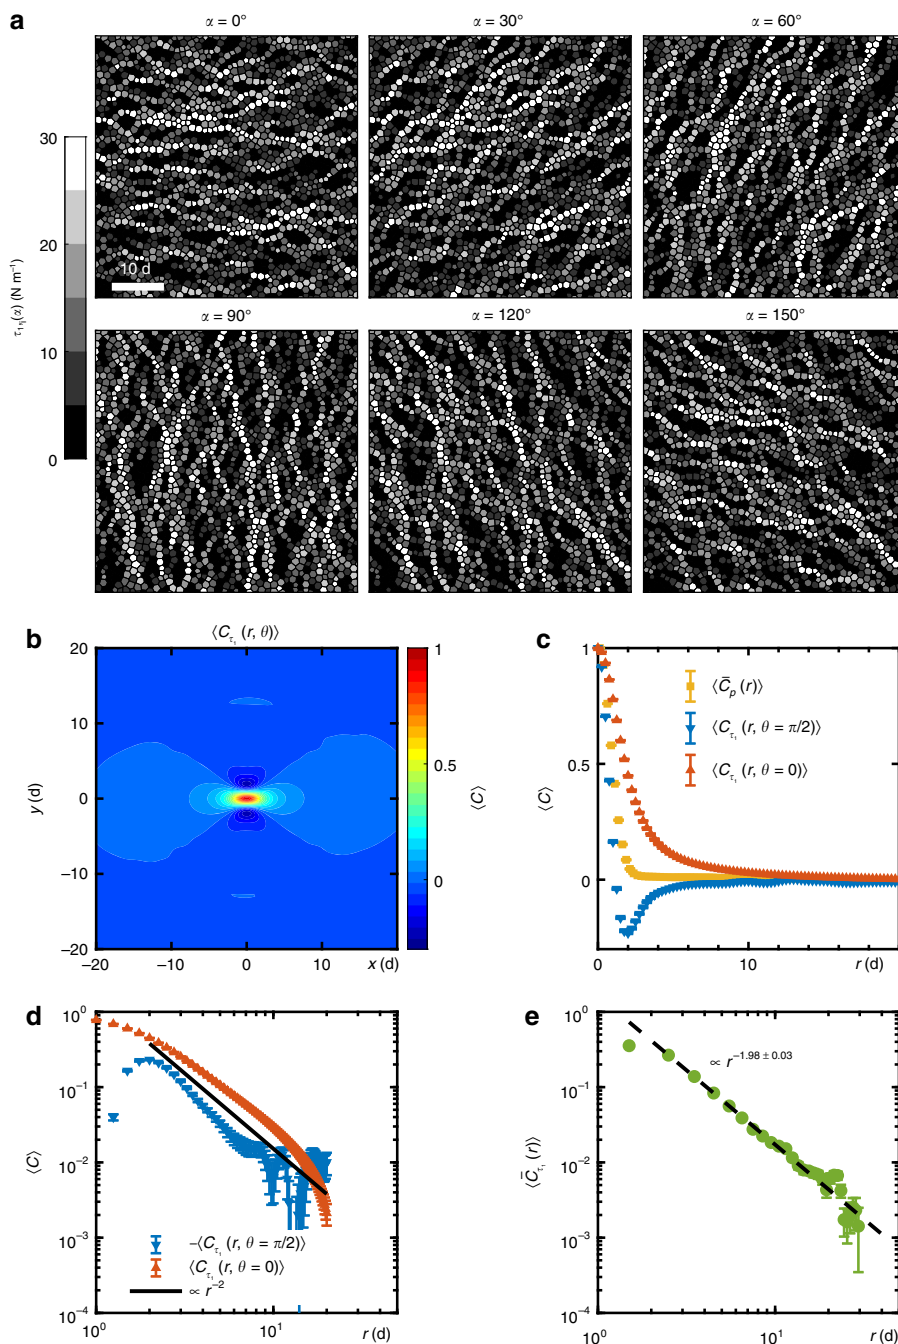 a
α = 0°
α = 30°
α = 60°
30
20
10
0
τ₁ⱼ(α) (N m⁻¹)
10 d
α = 90°
α = 120°
α = 150°
b
⟨C_τ₁ (r, θ)⟩
20
10
0
−10
−20
y (d)
−20
−10
0
10
x (d)
1
0.5
0
⟨C⟩
c
1
0.5
0
⟨C⟩
⟨C̄_p (r)⟩
⟨C_τ₁ (r, θ = π/2)⟩
⟨C_τ₁ (r, θ = 0)⟩
0
10
r (d)
d
10⁰
10⁻¹
10⁻²
10⁻³
10⁻⁴
⟨C⟩
−⟨C_τ₁ (r, θ = π/2)⟩
⟨C_τ₁ (r, θ = 0)⟩
∝ r⁻²
10⁰
10¹
r (d)
e
10⁰
10⁻¹
10⁻²
10⁻³
10⁻⁴
⟨C̄_τ₁ (r)⟩
∝ r⁻¹·⁹⁸ ± ⁰·⁰³
10⁰
10¹
r (d)